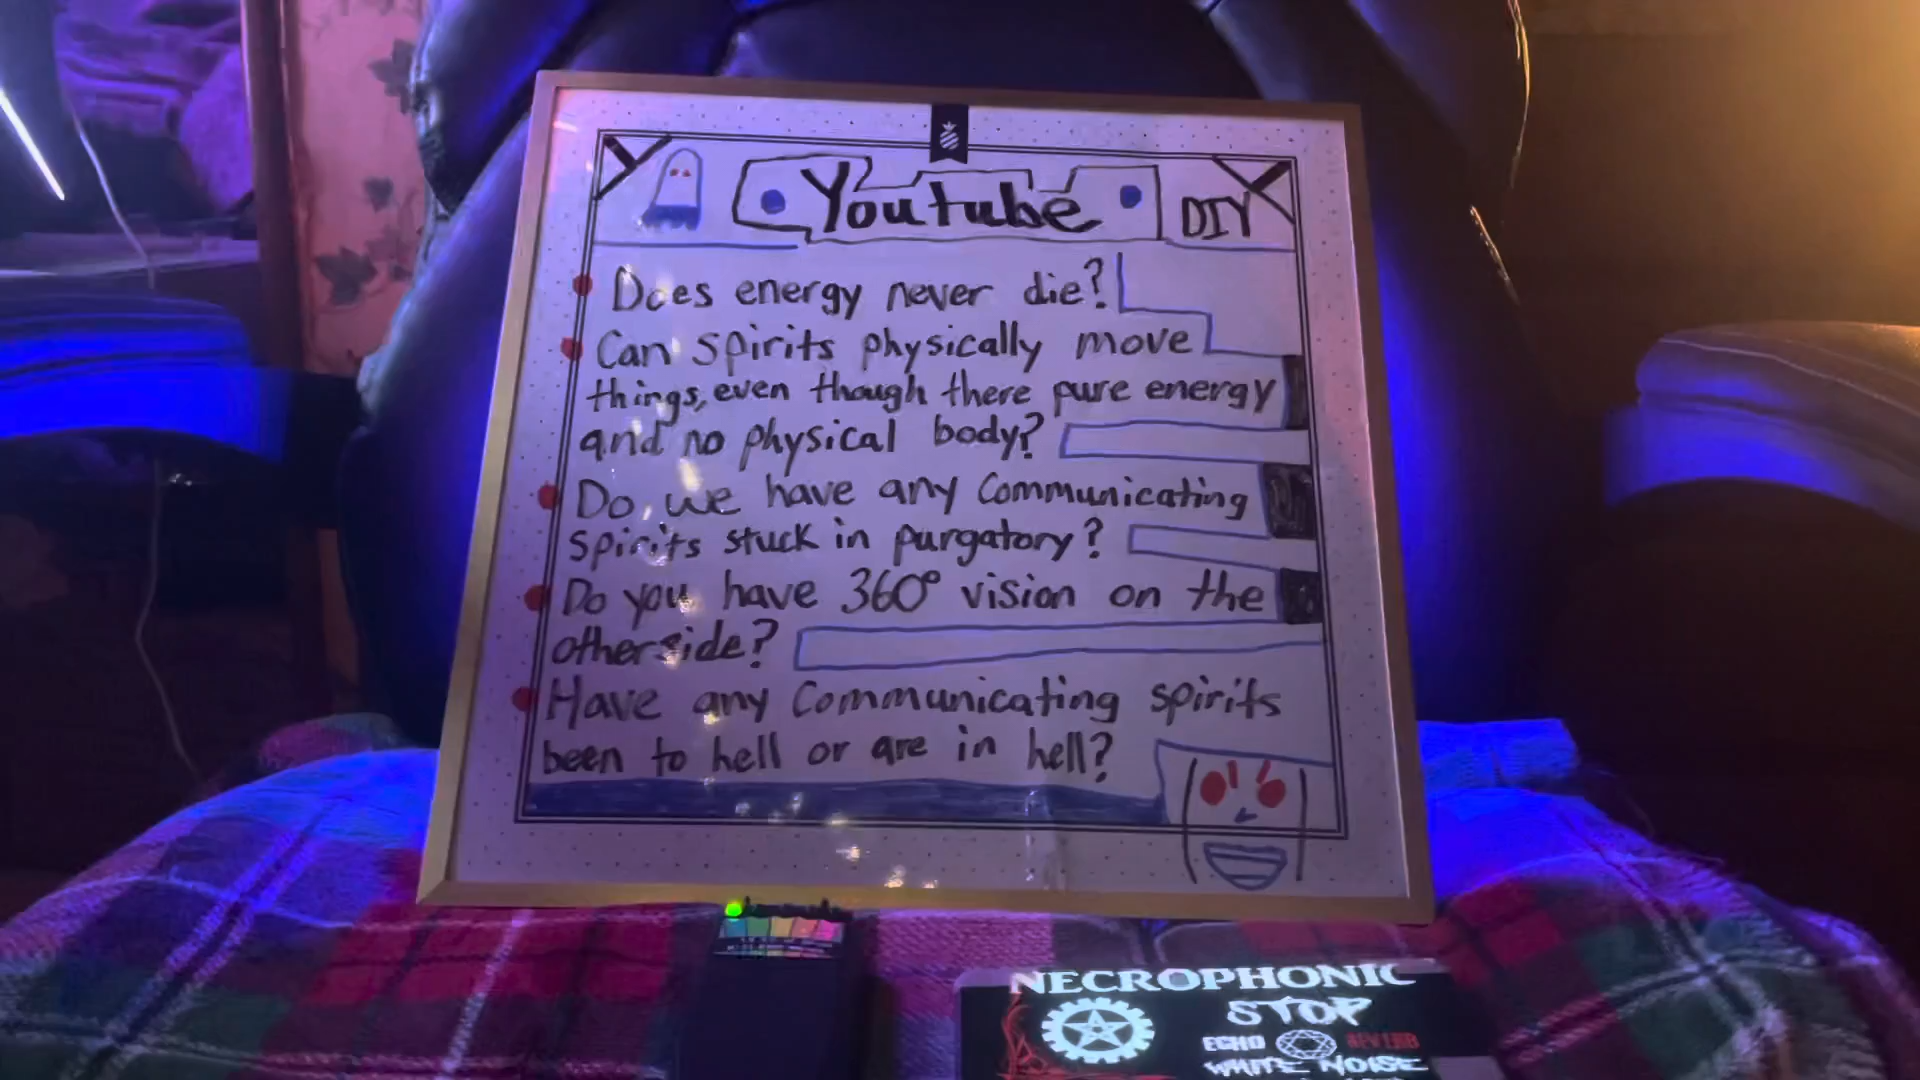 Youtube DIY
Does energy never die?
Can spirits physically move
things, even though there pure energy
and no physical body?
Do we have any Communicating
spirits stuck in purgatory?
Do you have 360° vision on the
otherside?
Have any Communicating spirits
been to hell or are in hell?
NECROPHONIC
STOP
ECHO REVERB
WHITE NOISE